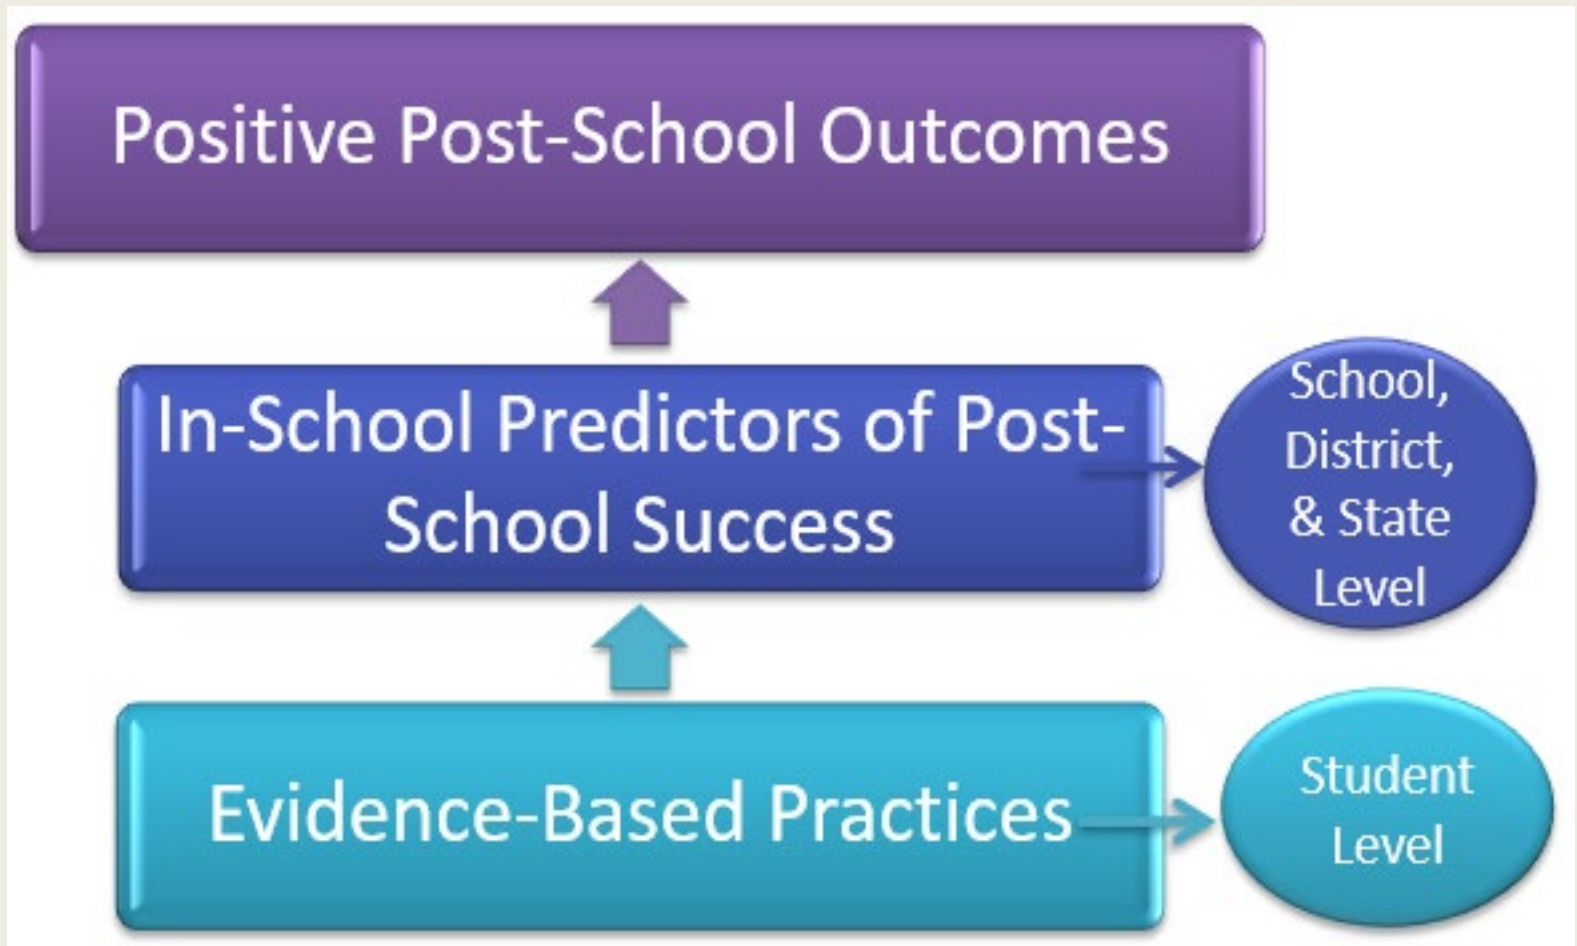 Positive Post-School Outcomes
In-School Predictors of Post-
School Success
School,
District,
& State
Level
Evidence-Based Practices
Student
Level